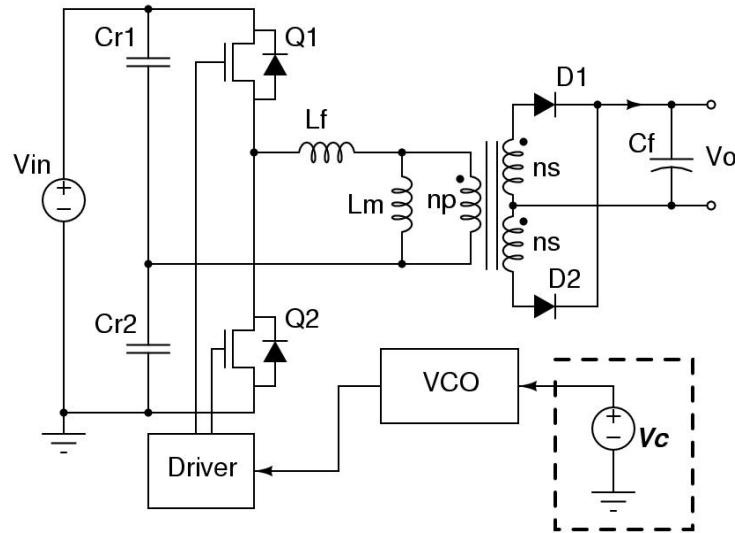 Cr1
Q1
D1
Lf
Cf
Vin
+
−
Vo
ns
Lm
np
ns
D2
Cr2
Q2
VCO
+
−
Vc
Driver